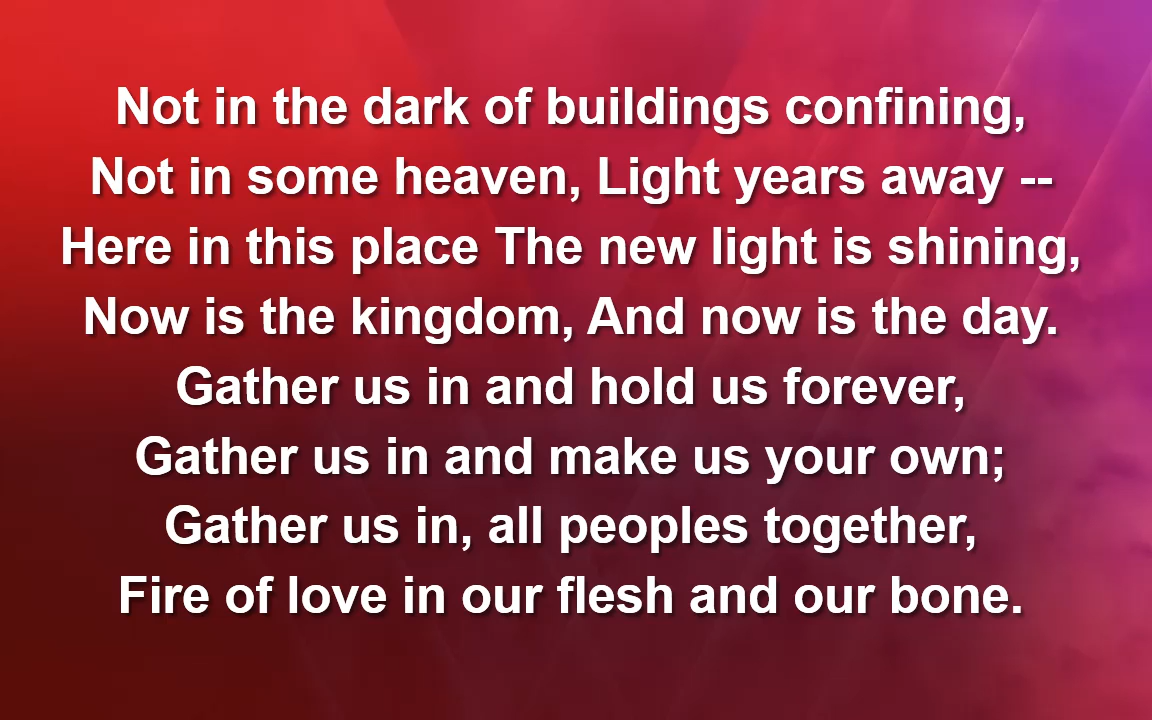 Not in the dark of buildings confining,
Not in some heaven, Light years away --
Here in this place The new light is shining,
Now is the kingdom, And now is the day.
Gather us in and hold us forever,
Gather us in and make us your own;
Gather us in, all peoples together,
Fire of love in our flesh and our bone.